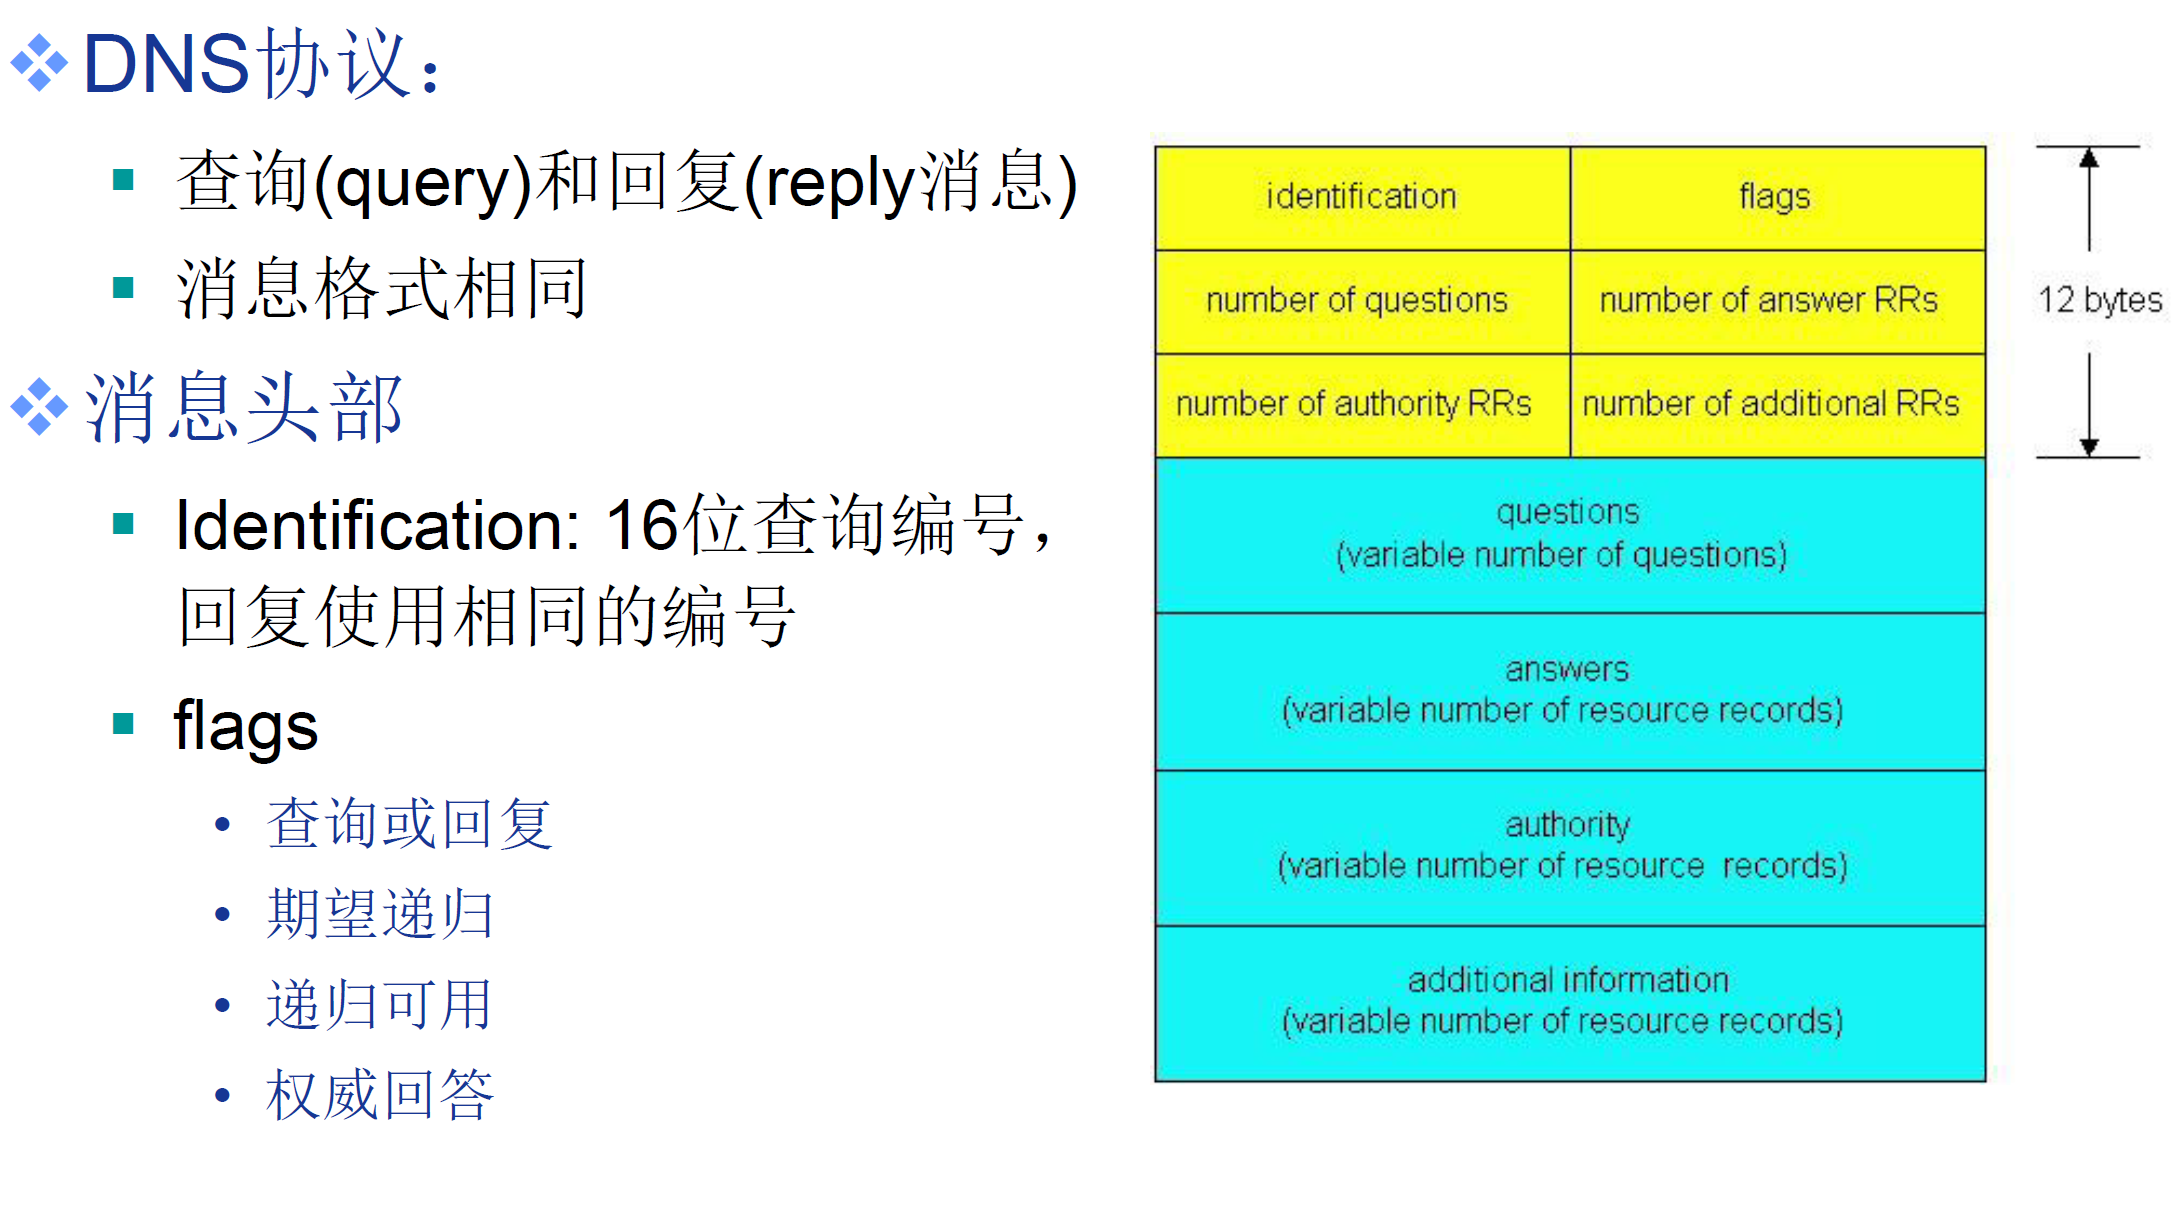 DNS协议：
查询(query)和回复(reply消息)
消息格式相同
消息头部
Identification: 16位查询编号，
回复使用相同的编号
flags
查询或回复
期望递归
递归可用
权威回答
identification
flags
number of questions
number of answer RRs
number of authority RRs
number of additional RRs
12 bytes
questions
(variable number of questions)
answers
(variable number of resource records)
authority
(variable number of resource records)
additional information
(variable number of resource records)